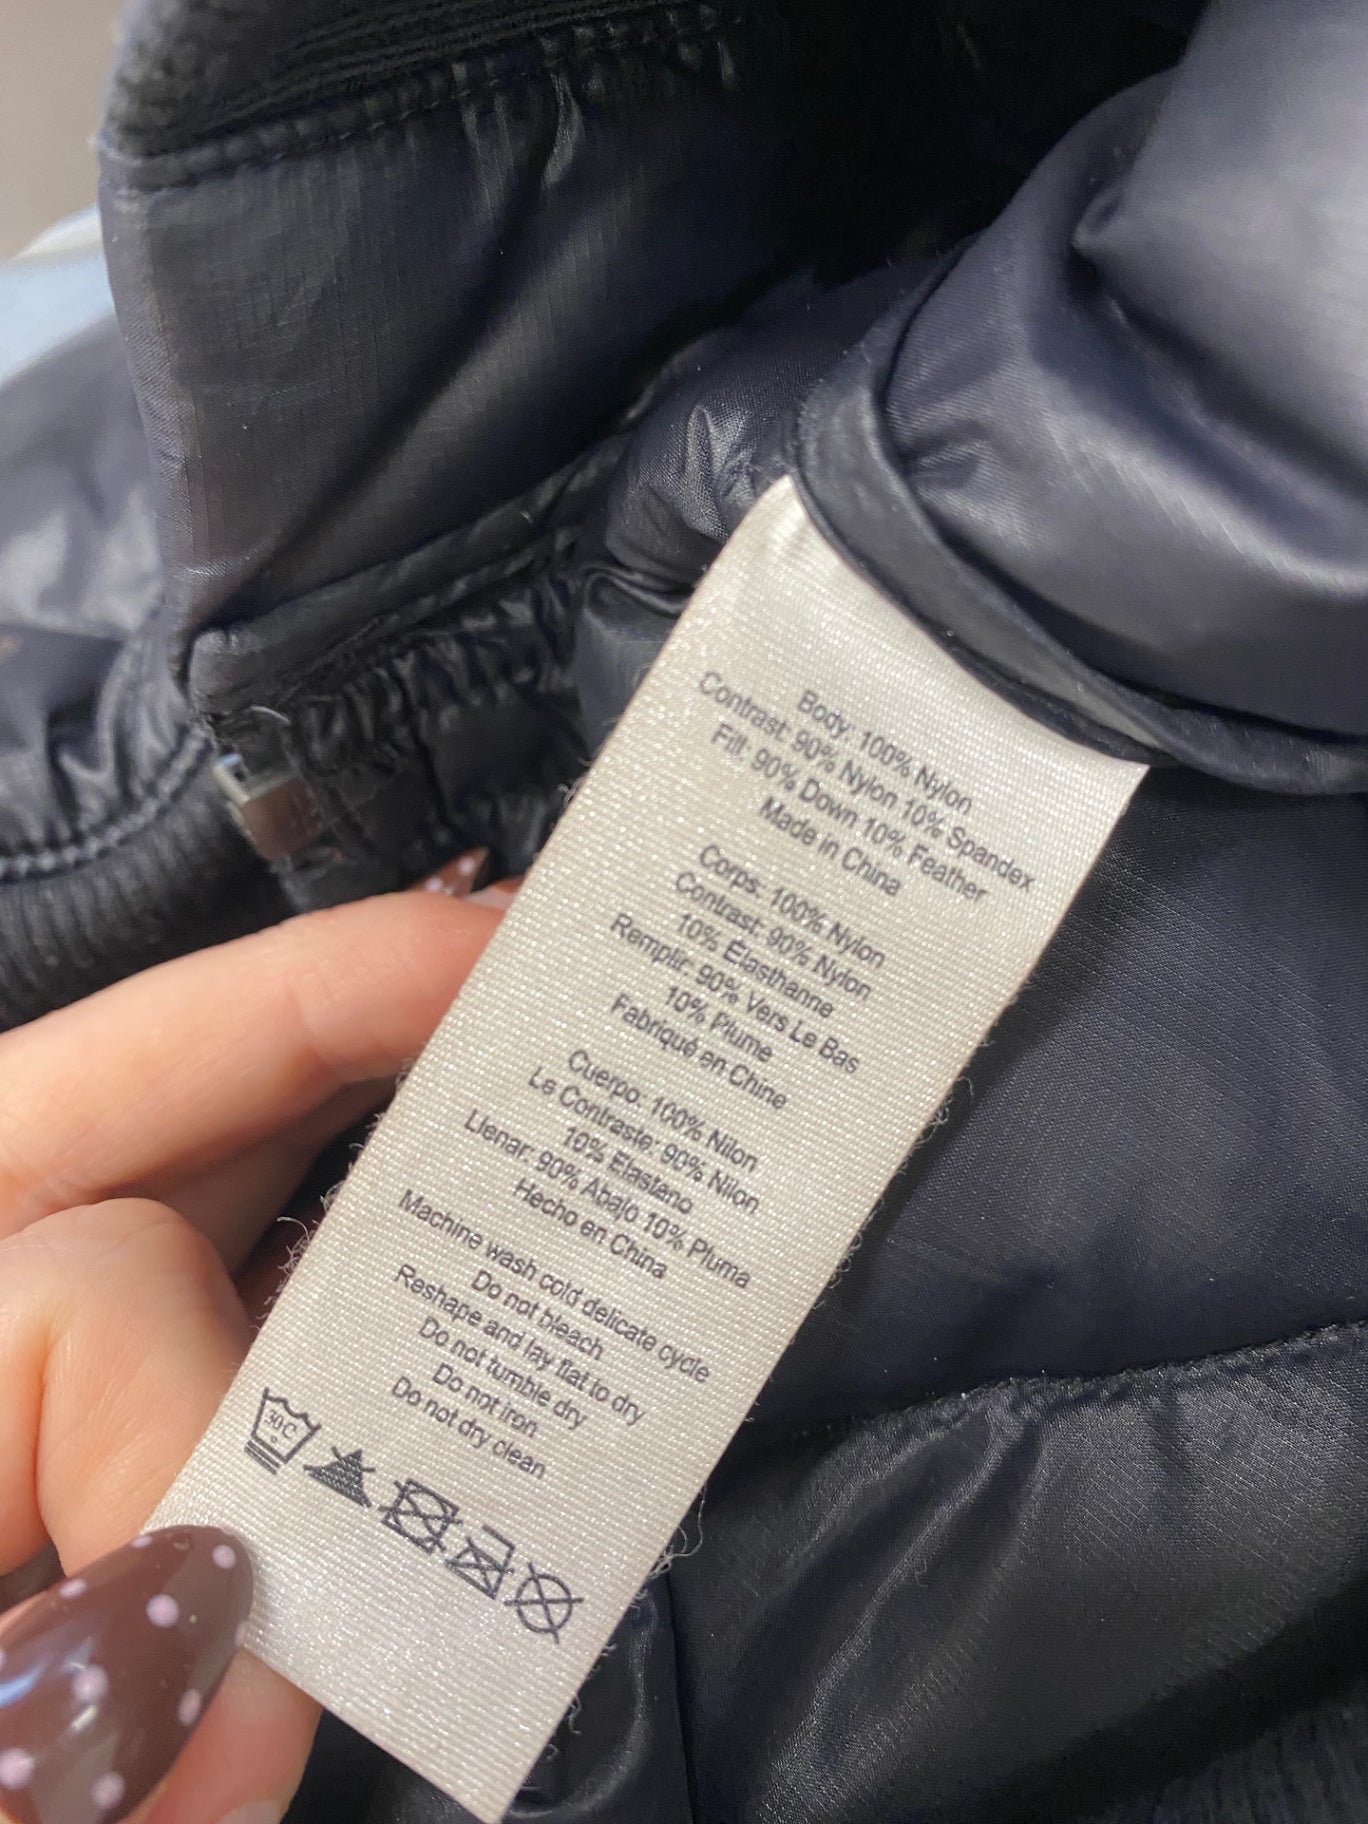 Body: 100% Nylon
Contrast: 90% Nylon 10% Spandex
Fill: 90% Down 10% Feather
Made in China
Corps: 100% Nylon
Contrast: 90% Nylon
10% Élasthanne
Remplir: 90% Vers Le Bas
10% Plume
Fabriqué en Chine
Cuerpo: 100% Nilon
Le Contraste: 90% Nilon
10% Elastano
Llenar: 90% Abajo 10% Pluma
Hecho en China
Machine wash cold delicate cycle
Do not bleach
Reshape and lay flat to dry
Do not tumble dry
Do not iron
Do not dry clean
30°C